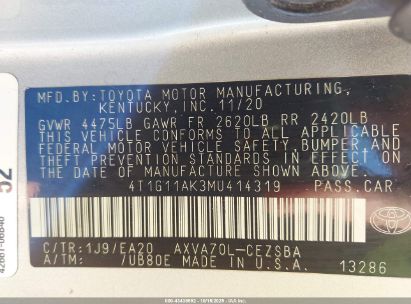 MFD.BY:TOYOTA MOTOR MANUFACTURING,
KENTUCKY,INC.11/20
GVWR 4475LB GAWR FR 2620LB RR 2420LB
THIS VEHICLE CONFORMS TO ALL APPLICABLE
FEDERAL MOTOR VEHICLE SAFETY,BUMPER,AND
THEFT PREVENTION STANDARDS IN EFFECT ON
THE DATE OF MANUFACTURE SHOWN ABOVE.
4T1G11AK3MU414319 PASS.CAR
C/TR:1J9/EA20 AXVA70L-CEZSBA
A/TM: /UB80E MADE IN U.S.A.
13286
TOYOTA
52